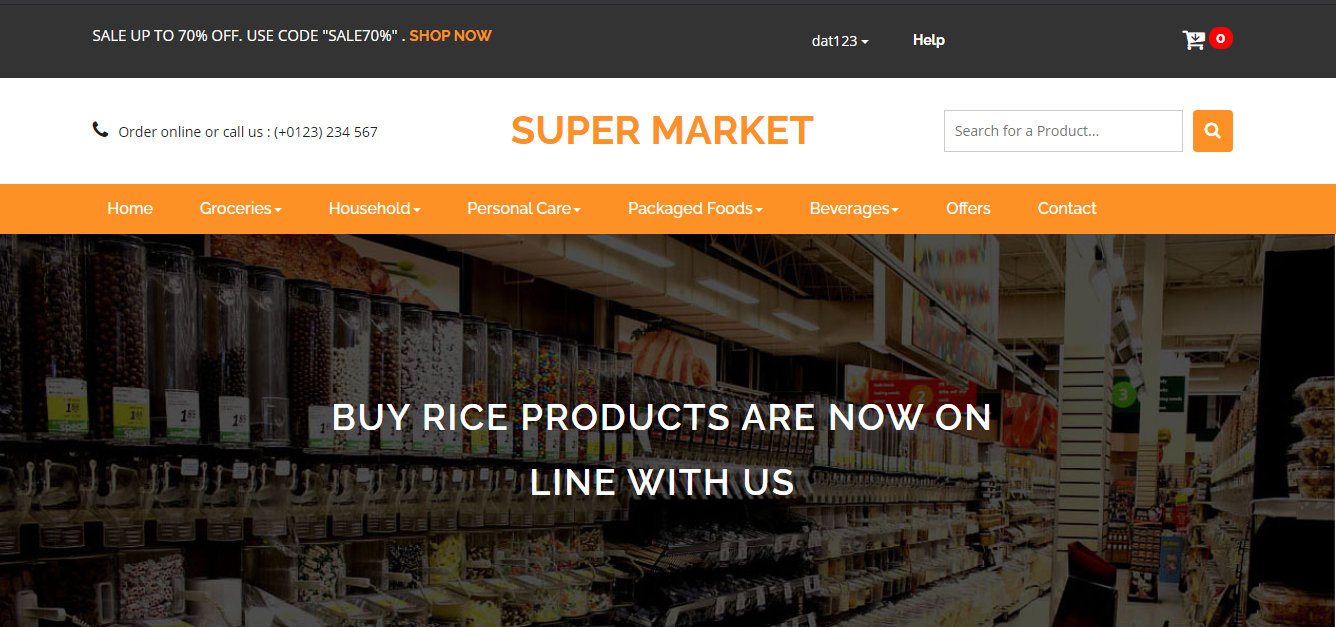 SALE UP TO 70% OFF. USE CODE "SALE70%" . SHOP NOW
dat123
Help
0
Order online or call us : (+0123) 234 567
SUPER MARKET
Search for a Product...
Home
Groceries
Household
Personal Care
Packaged Foods
Beverages
Offers
Contact
BUY RICE PRODUCTS ARE NOW ON
LINE WITH US
2
3